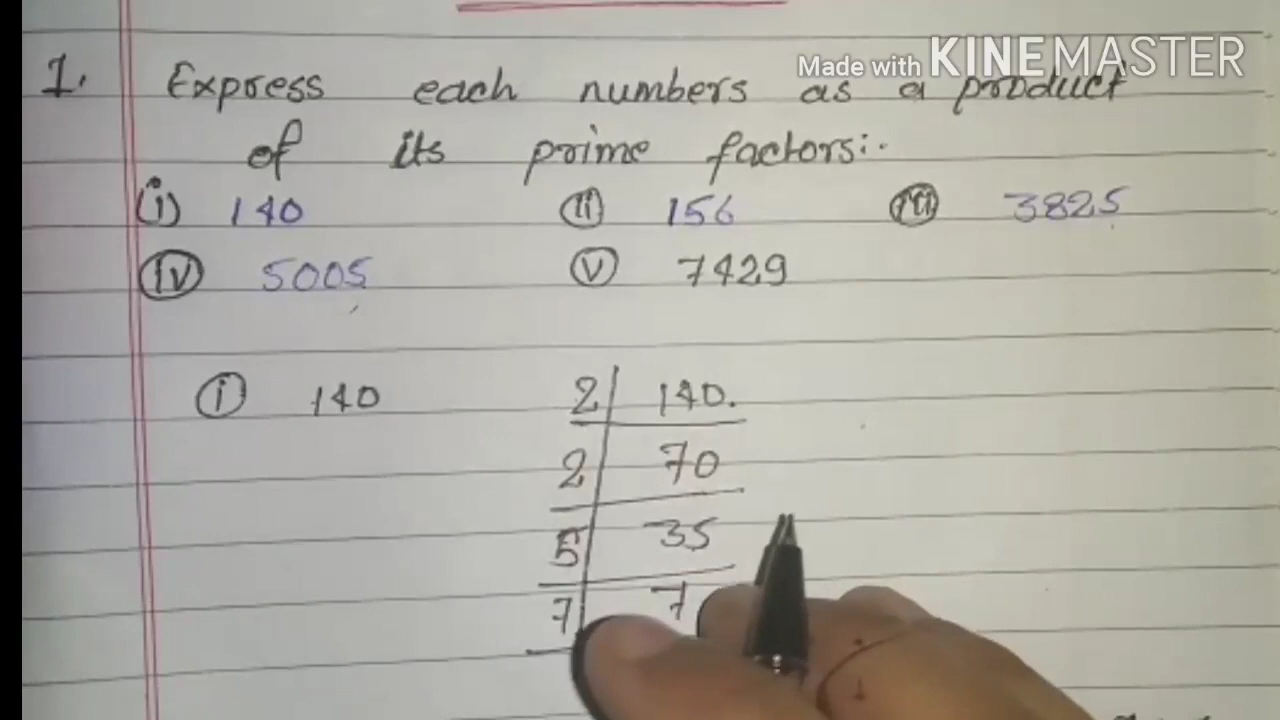 Made with KINEMASTER
1. Express each numbers as a product
of its prime factors:-
(i) 140 (ii) 156 (iii) 3825
(iv) 5005 (v) 7429
(i) 140 2 140.
2 70
5 35
7 7